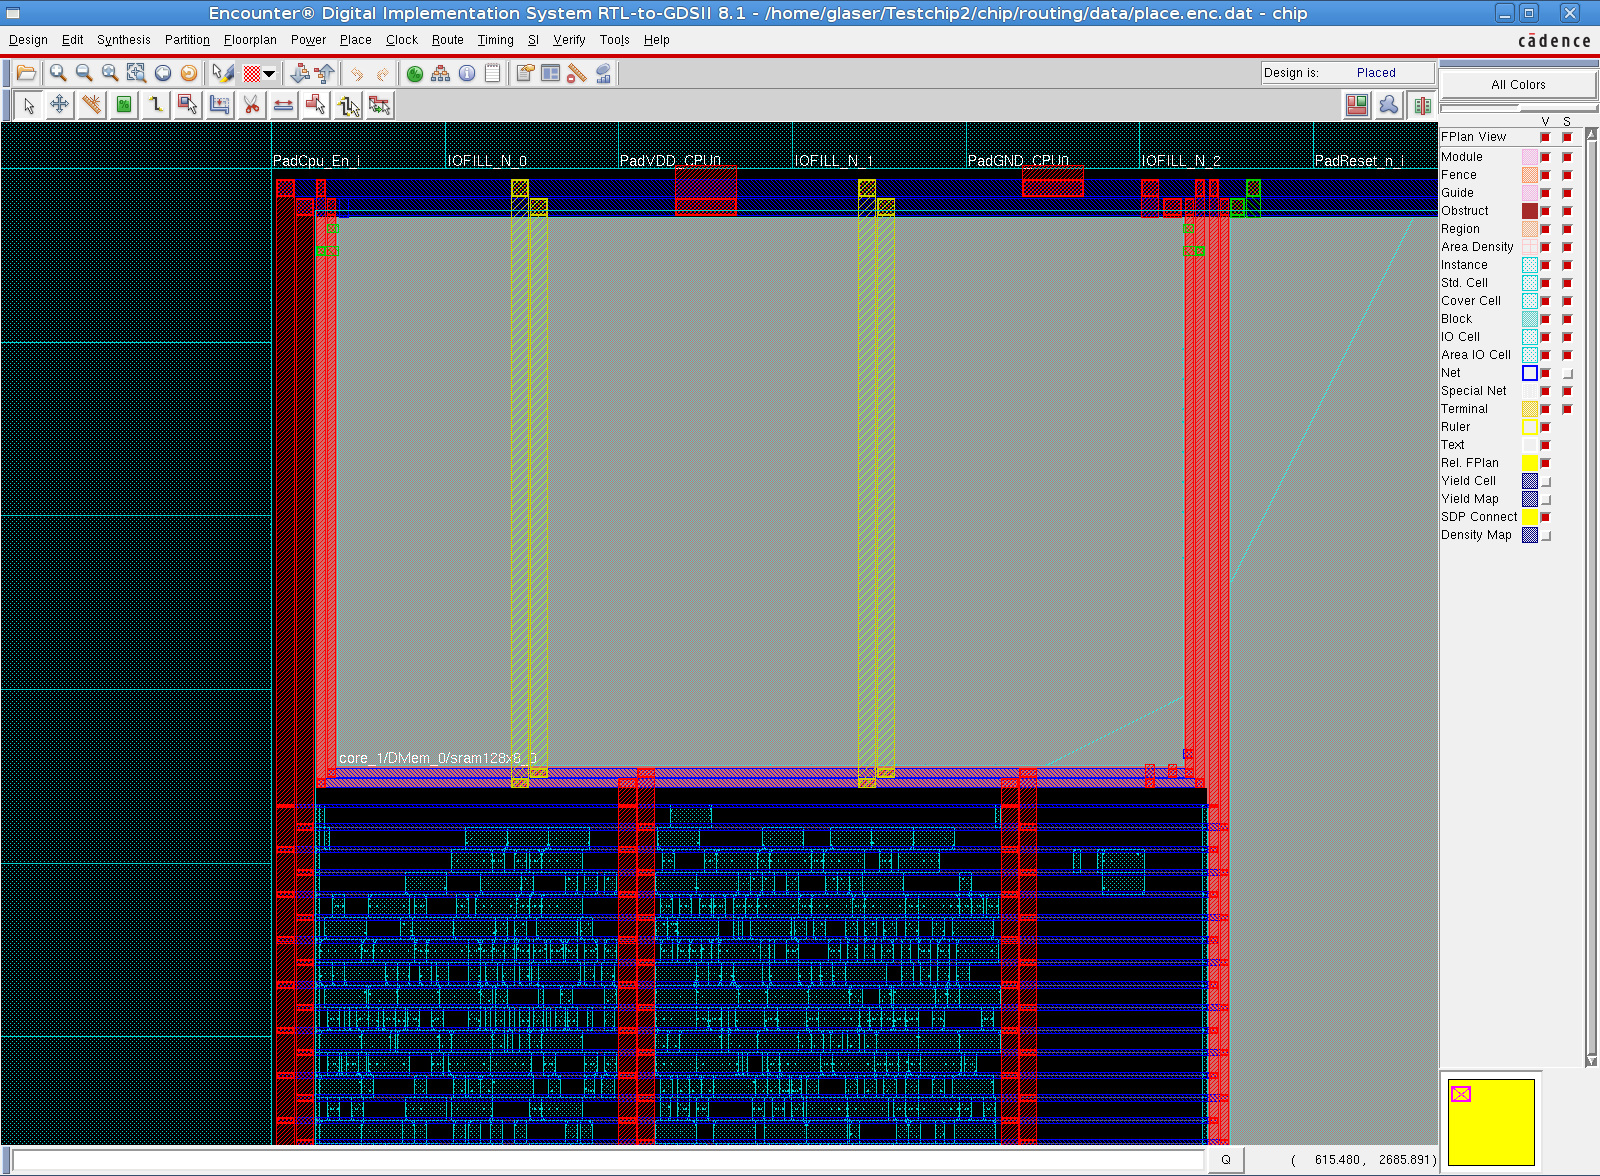 Encounter® Digital Implementation System RTL-to-GDSII 8.1 - /home/glaser/Testchip2/chip/routing/data/place.enc.dat - chip
Design Edit Synthesis Partition Floorplan Power Place Clock Route Timing SI Verify Tools Help
cādence
Design is: Placed
All Colors
V S
FPlan View
Module
Fence
Guide
Obstruct
Region
Area Density
Instance
Std. Cell
Cover Cell
Block
IO Cell
Area IO Cell
Net
Special Net
Terminal
Ruler
Text
Rel. FPlan
Yield Cell
Yield Map
SDP Connect
Density Map
PadCpu_En_i IOFILL_N_0 PadVDD_CPU0 IOFILL_N_1 PadGND_CPU0 IOFILL_N_2 PadReset_n_i
core_1/DMem_0/sram128x8_0
Q
( 615.480, 2685.891)